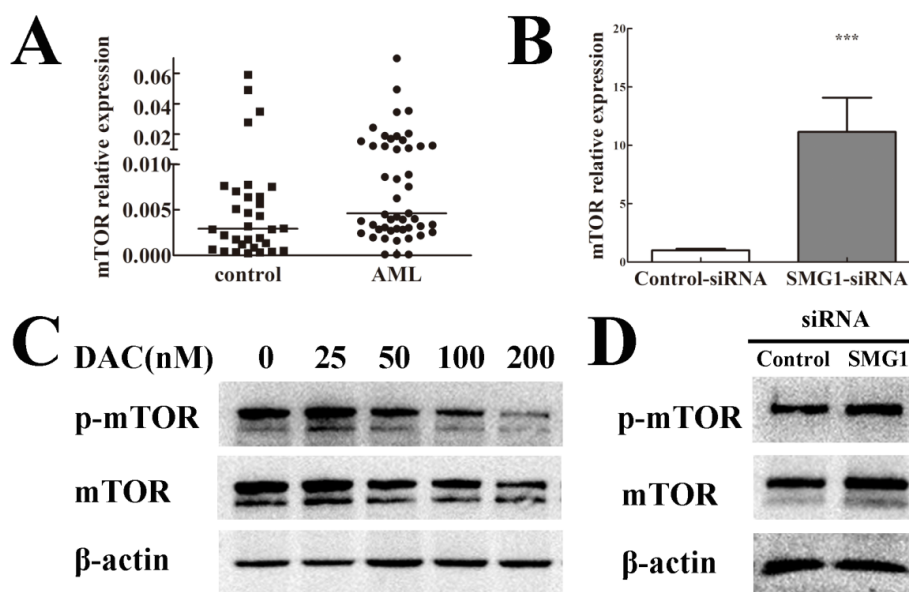 A
mTOR relative expression
0.06
0.04
0.02
0.010
0.005
0.000
control
AML
B
mTOR relative expression
20
15
10
5
0
***
Control-siRNA
SMG1-siRNA
C
DAC(nM) 0 25 50 100 200
p-mTOR
mTOR
β-actin
D
siRNA
Control SMG1
p-mTOR
mTOR
β-actin